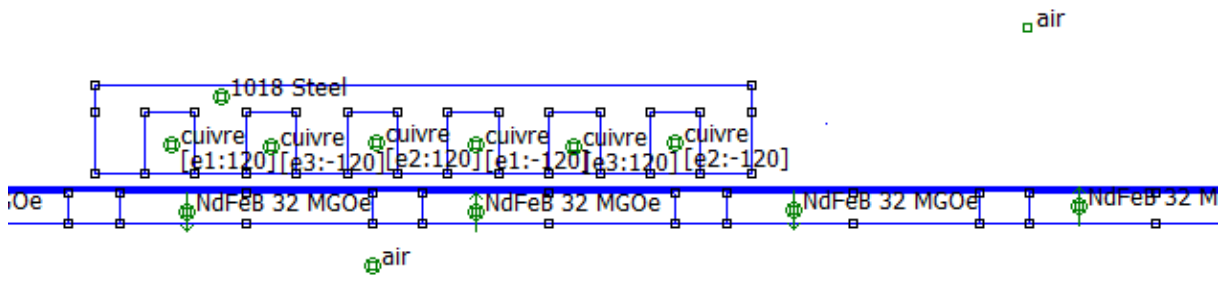 air
1018 Steel
cuivre cuivre cuivre cuivre cuivre cuivre
[e1:120] [e3:-120] [e2:120] [e1:-120] [e3:120] [e2:-120]
GOe NdFeB 32 MGOe NdFeB 32 MGOe NdFeB 32 MGOe NdFeB 32 M
air